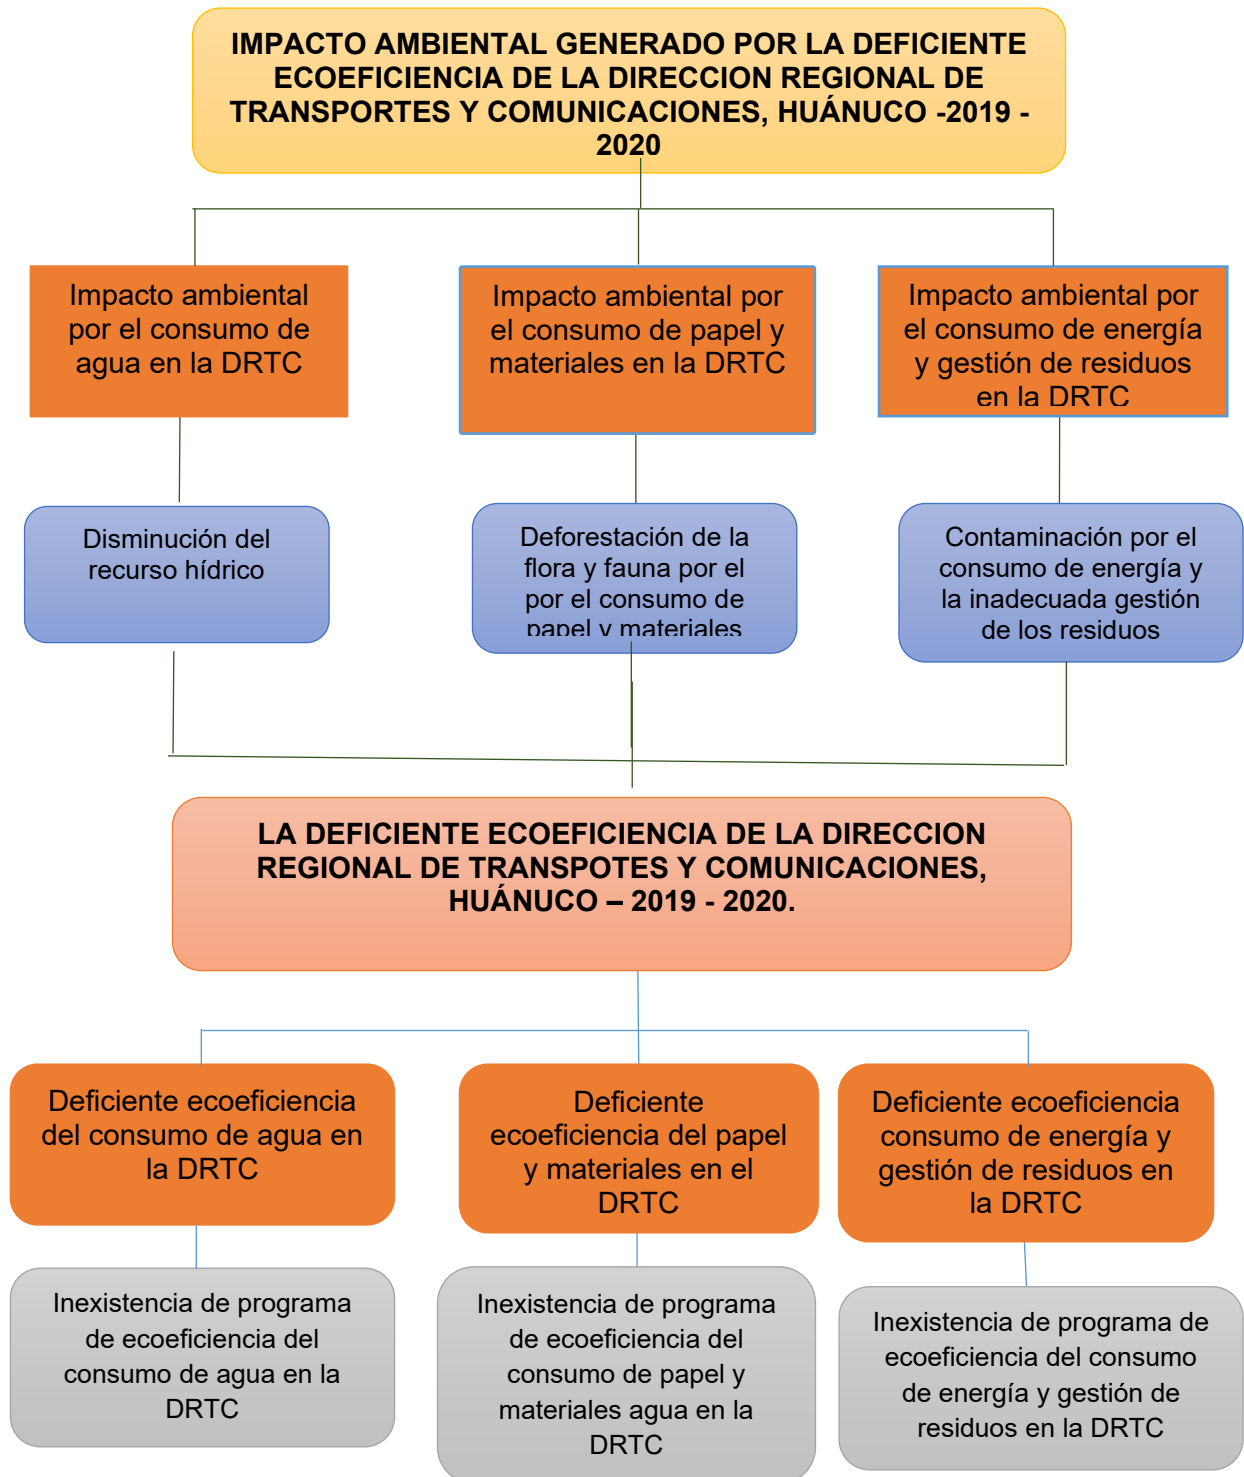 IMPACTO AMBIENTAL GENERADO POR LA DEFICIENTE
ECOEFICIENCIA DE LA DIRECCION REGIONAL DE
TRANSPORTES Y COMUNICACIONES, HUÁNUCO -2019 -
2020
Impacto ambiental
por el consumo de
agua en la DRTC
Impacto ambiental por
el consumo de papel y
materiales en la DRTC
Impacto ambiental por
el consumo de energía
y gestión de residuos
en la DRTC
Disminución del
recurso hídrico
Deforestación de la
flora y fauna por el
por el consumo de
papel y materiales
Contaminación por el
consumo de energía y
la inadecuada gestión
de los residuos
LA DEFICIENTE ECOEFICIENCIA DE LA DIRECCION
REGIONAL DE TRANSPOTES Y COMUNICACIONES,
HUÁNUCO – 2019 - 2020.
Deficiente ecoeficiencia
del consumo de agua en
la DRTC
Deficiente
ecoeficiencia del papel
y materiales en el
DRTC
Deficiente ecoeficiencia
consumo de energía y
gestión de residuos en
la DRTC
Inexistencia de programa
de ecoeficiencia del
consumo de agua en la
DRTC
Inexistencia de programa
de ecoeficiencia del
consumo de papel y
materiales agua en la
DRTC
Inexistencia de programa de
ecoeficiencia del consumo
de energía y gestión de
residuos en la DRTC